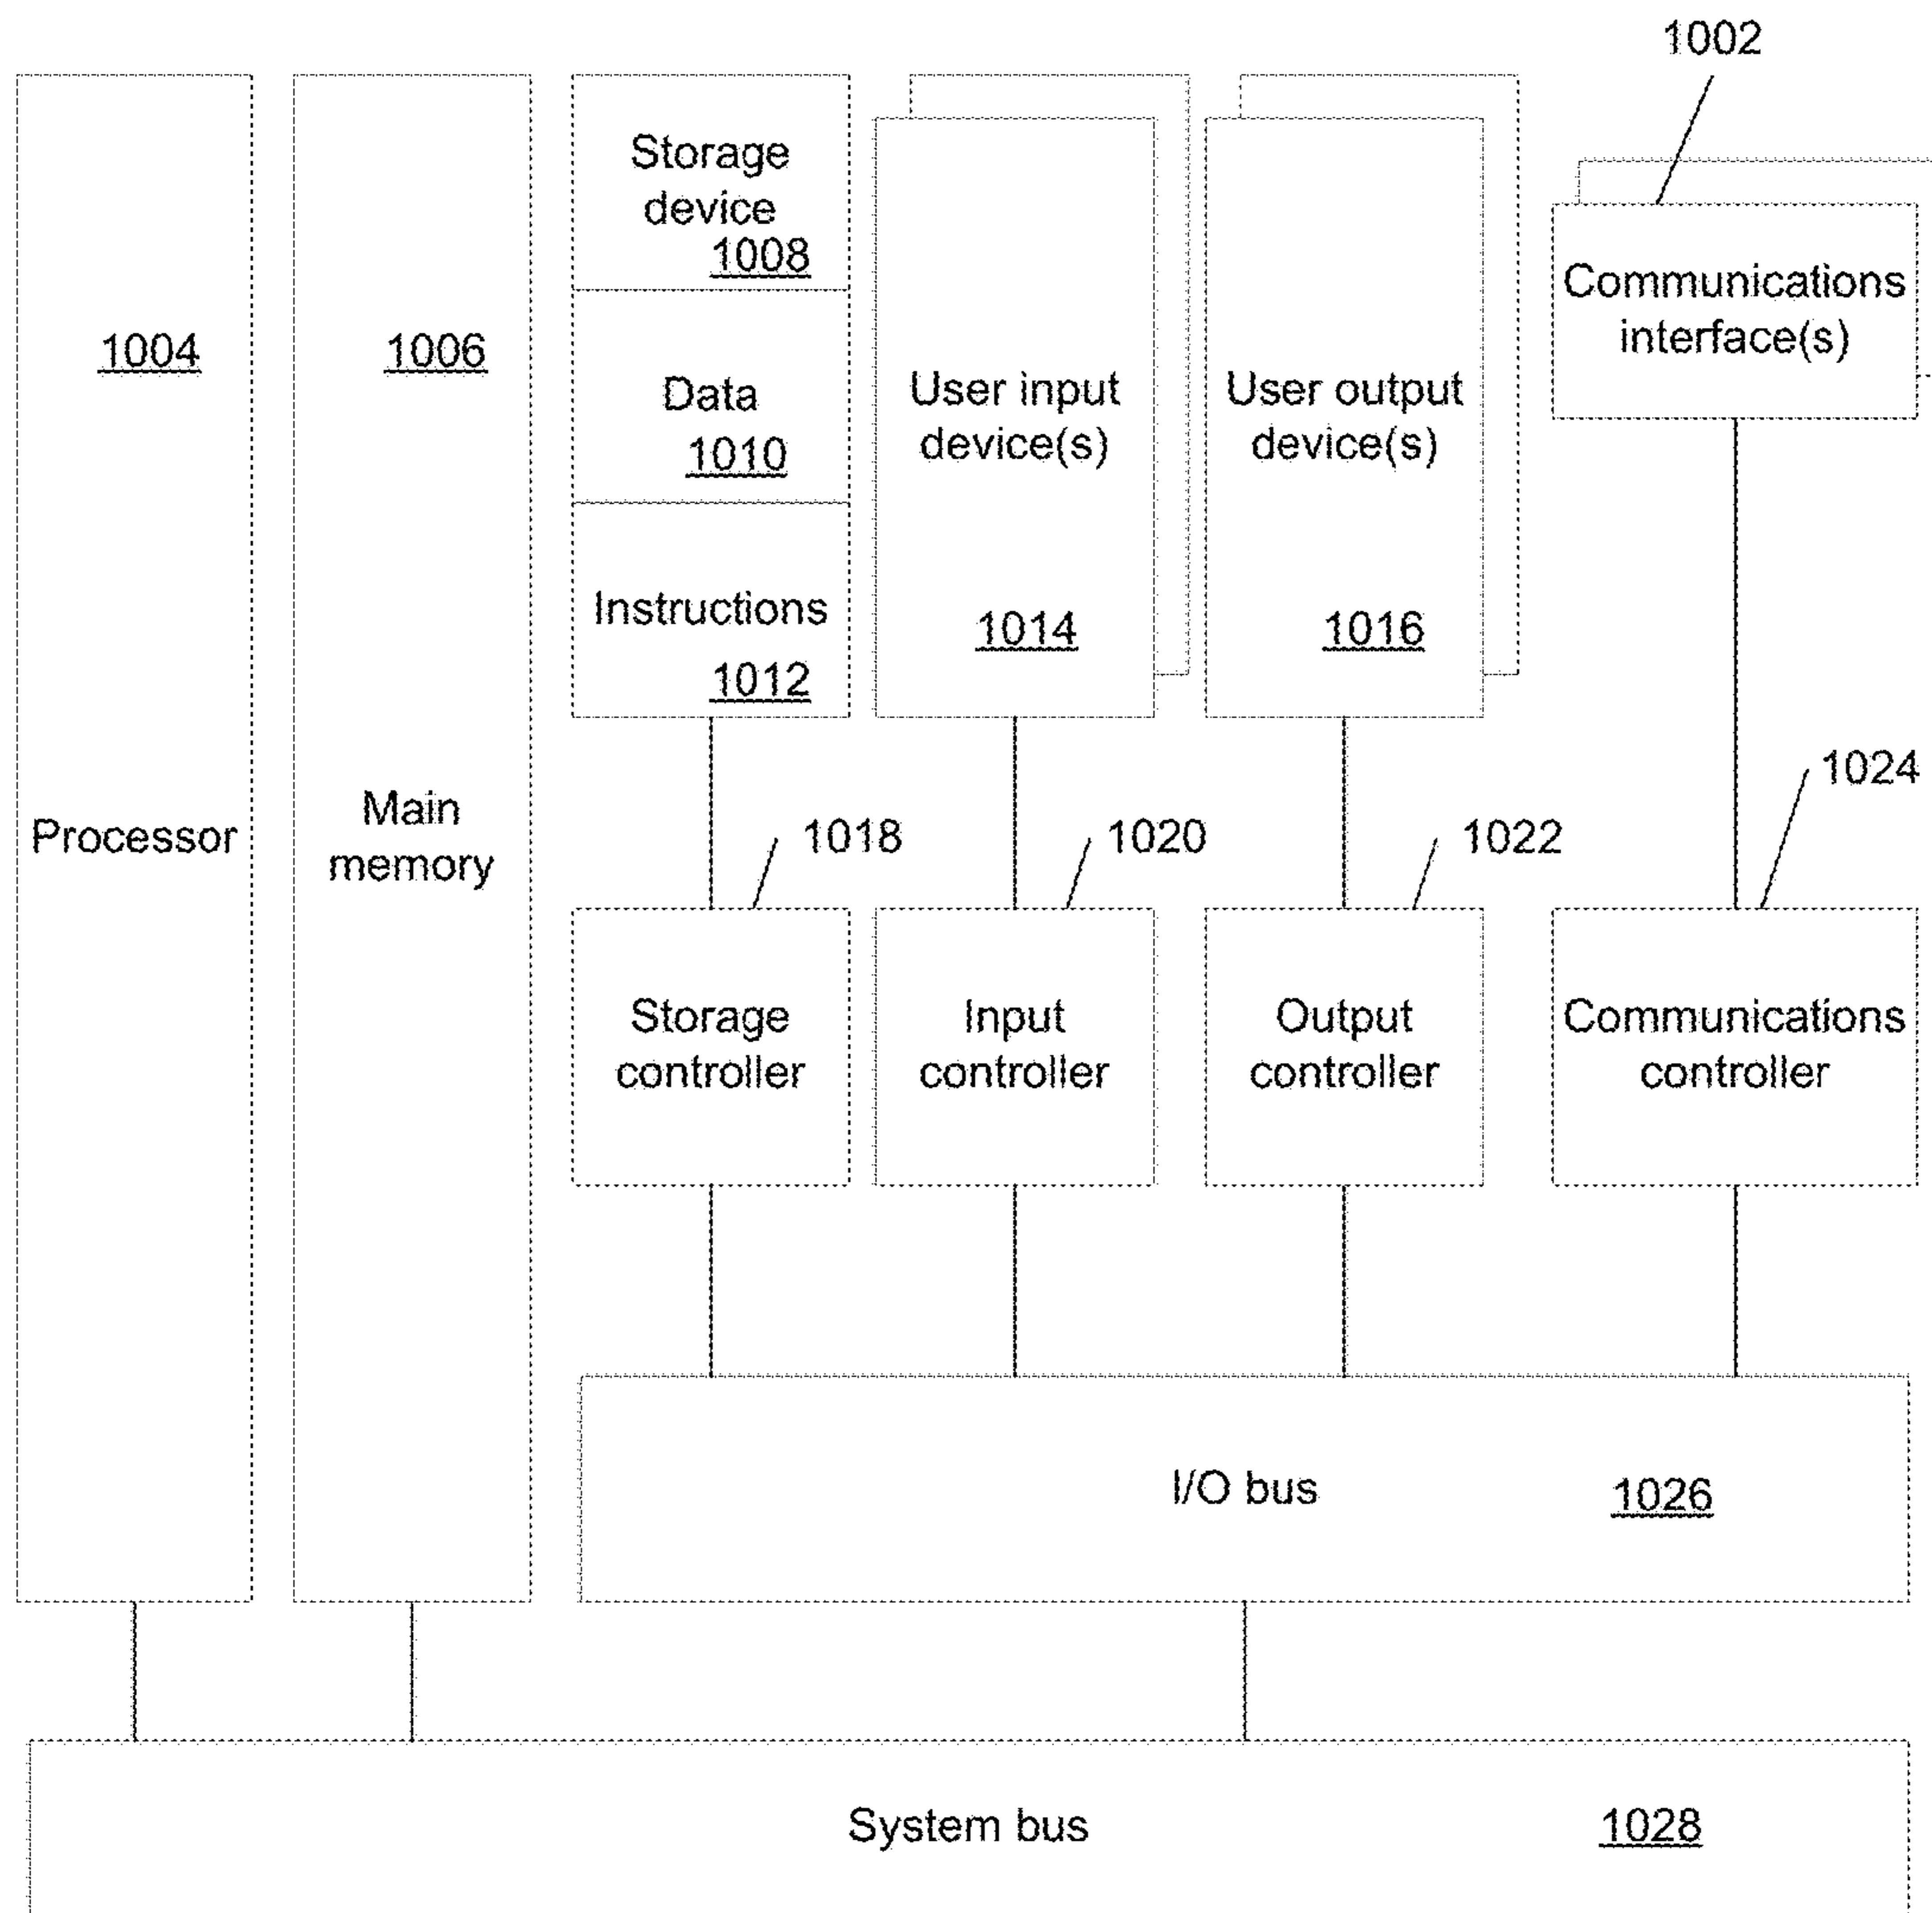 1002
Storage
device
1008
Communications
interface(s)
1004
1006
Data
1010
User input
device(s)
User output
device(s)
Instructions
1012
1014
1016
1024
Processor
Main
memory
1018
1020
1022
Storage
controller
Input
controller
Output
controller
Communications
controller
I/O bus
1026
System bus
1028